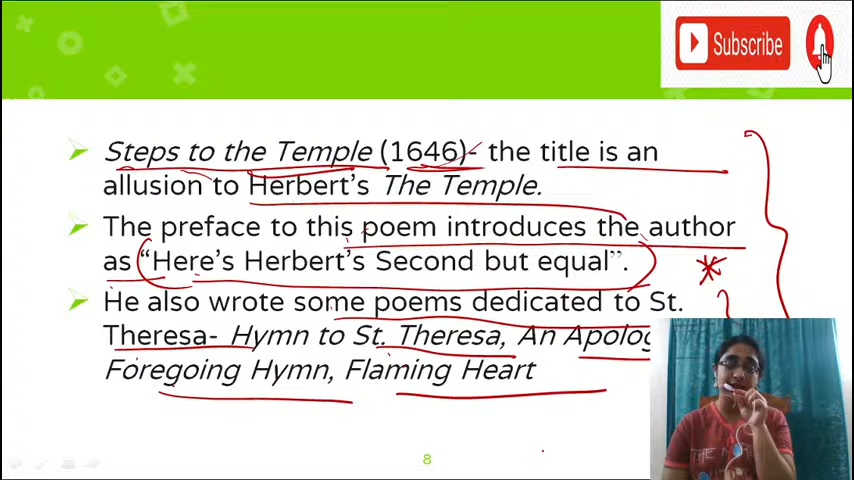 Subscribe
Steps to the Temple (1646)- the title is an
allusion to Herbert's The Temple.
The preface to this poem introduces the author
as “Here's Herbert's Second but equal”.
He also wrote some poems dedicated to St.
Theresa- Hymn to St. Theresa, An
Foregoing Hymn, Flaming Heart
8